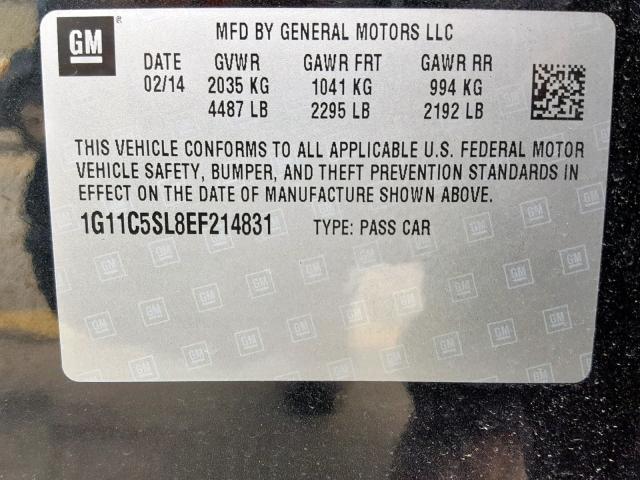 GM
MFD BY GENERAL MOTORS LLC
DATE GVWR GAWR FRT GAWR RR
02/14 2035 KG 1041 KG 994 KG
4487 LB 2295 LB 2192 LB
THIS VEHICLE CONFORMS TO ALL APPLICABLE U.S. FEDERAL MOTOR
VEHICLE SAFETY, BUMPER, AND THEFT PREVENTION STANDARDS IN
EFFECT ON THE DATE OF MANUFACTURE SHOWN ABOVE.
1G11C5SL8EF214831 TYPE: PASS CAR